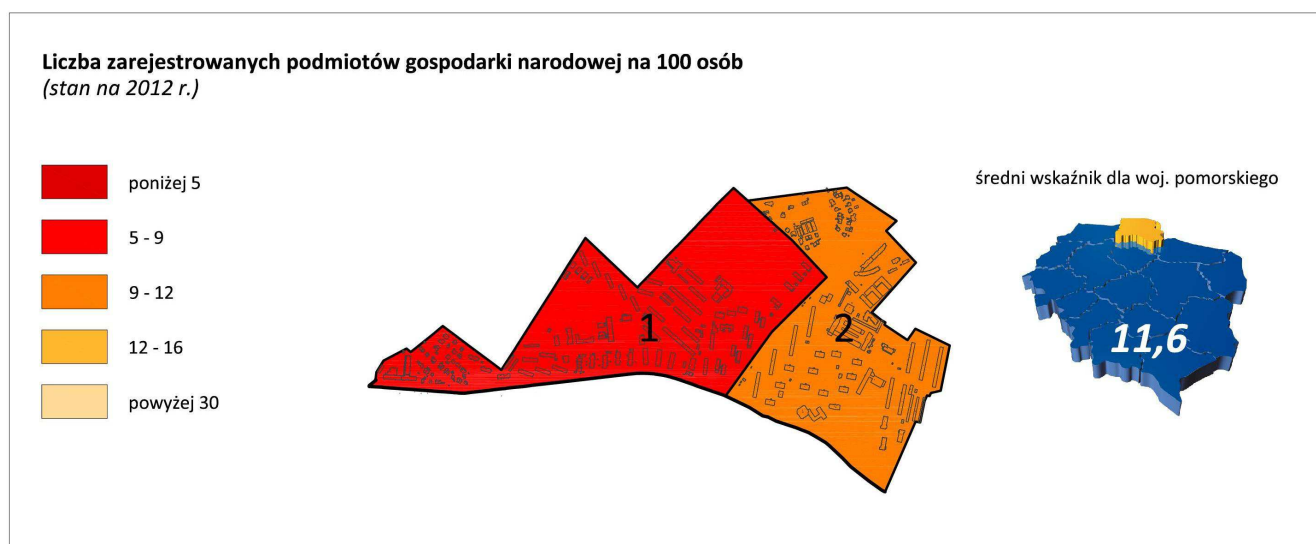 Liczba zarejestrowanych podmiotów gospodarki narodowej na 100 osób
(stan na 2012 r.)
poniżej 5
5 - 9
9 - 12
12 - 16
powyżej 30
1
2
średni wskaźnik dla woj. pomorskiego
11,6